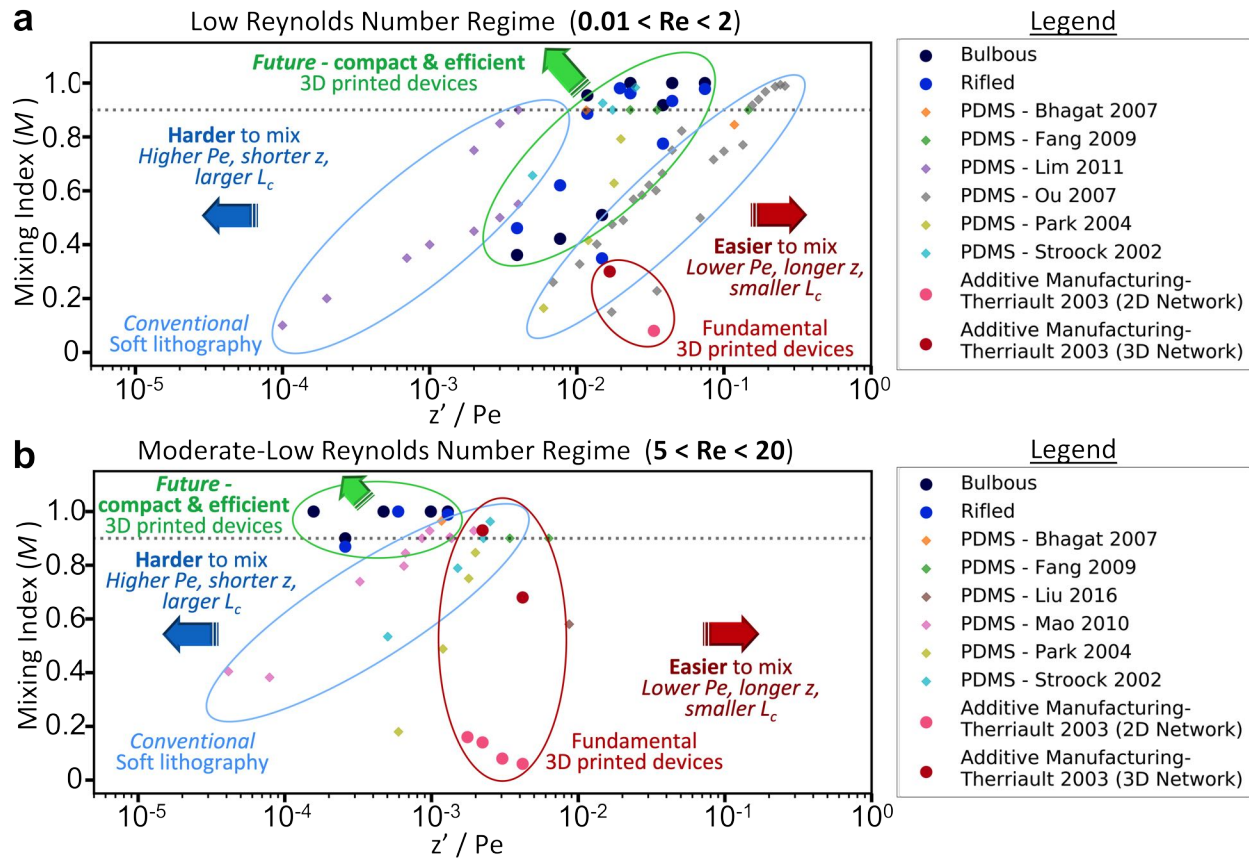 a
Low Reynolds Number Regime (0.01 < Re < 2)
Future - compact & efficient
3D printed devices
Harder to mix
Higher Pe, shorter z,
larger Lc
Easier to mix
Lower Pe, longer z,
smaller Lc
Conventional
Soft lithography
Fundamental
3D printed devices
Mixing Index (M)
1.0
0.8
0.6
0.4
0.2
0
10-5
10-4
10-3
10-2
10-1
100
z' / Pe
Legend
Bulbous
Rifled
PDMS - Bhagat 2007
PDMS - Fang 2009
PDMS - Lim 2011
PDMS - Ou 2007
PDMS - Park 2004
PDMS - Stroock 2002
Additive Manufacturing-
Therriault 2003 (2D Network)
Additive Manufacturing-
Therriault 2003 (3D Network)
b
Moderate-Low Reynolds Number Regime (5 < Re < 20)
Future -
compact & efficient
3D printed devices
Harder to mix
Higher Pe, shorter z,
larger Lc
Easier to mix
Lower Pe, longer z,
smaller Lc
Conventional
Soft lithography
Fundamental
3D printed devices
Mixing Index (M)
1.0
0.8
0.6
0.4
0.2
0
10-5
10-4
10-3
10-2
10-1
100
z' / Pe
Legend
Bulbous
Rifled
PDMS - Bhagat 2007
PDMS - Fang 2009
PDMS - Liu 2016
PDMS - Mao 2010
PDMS - Park 2004
PDMS - Stroock 2002
Additive Manufacturing-
Therriault 2003 (2D Network)
Additive Manufacturing-
Therriault 2003 (3D Network)